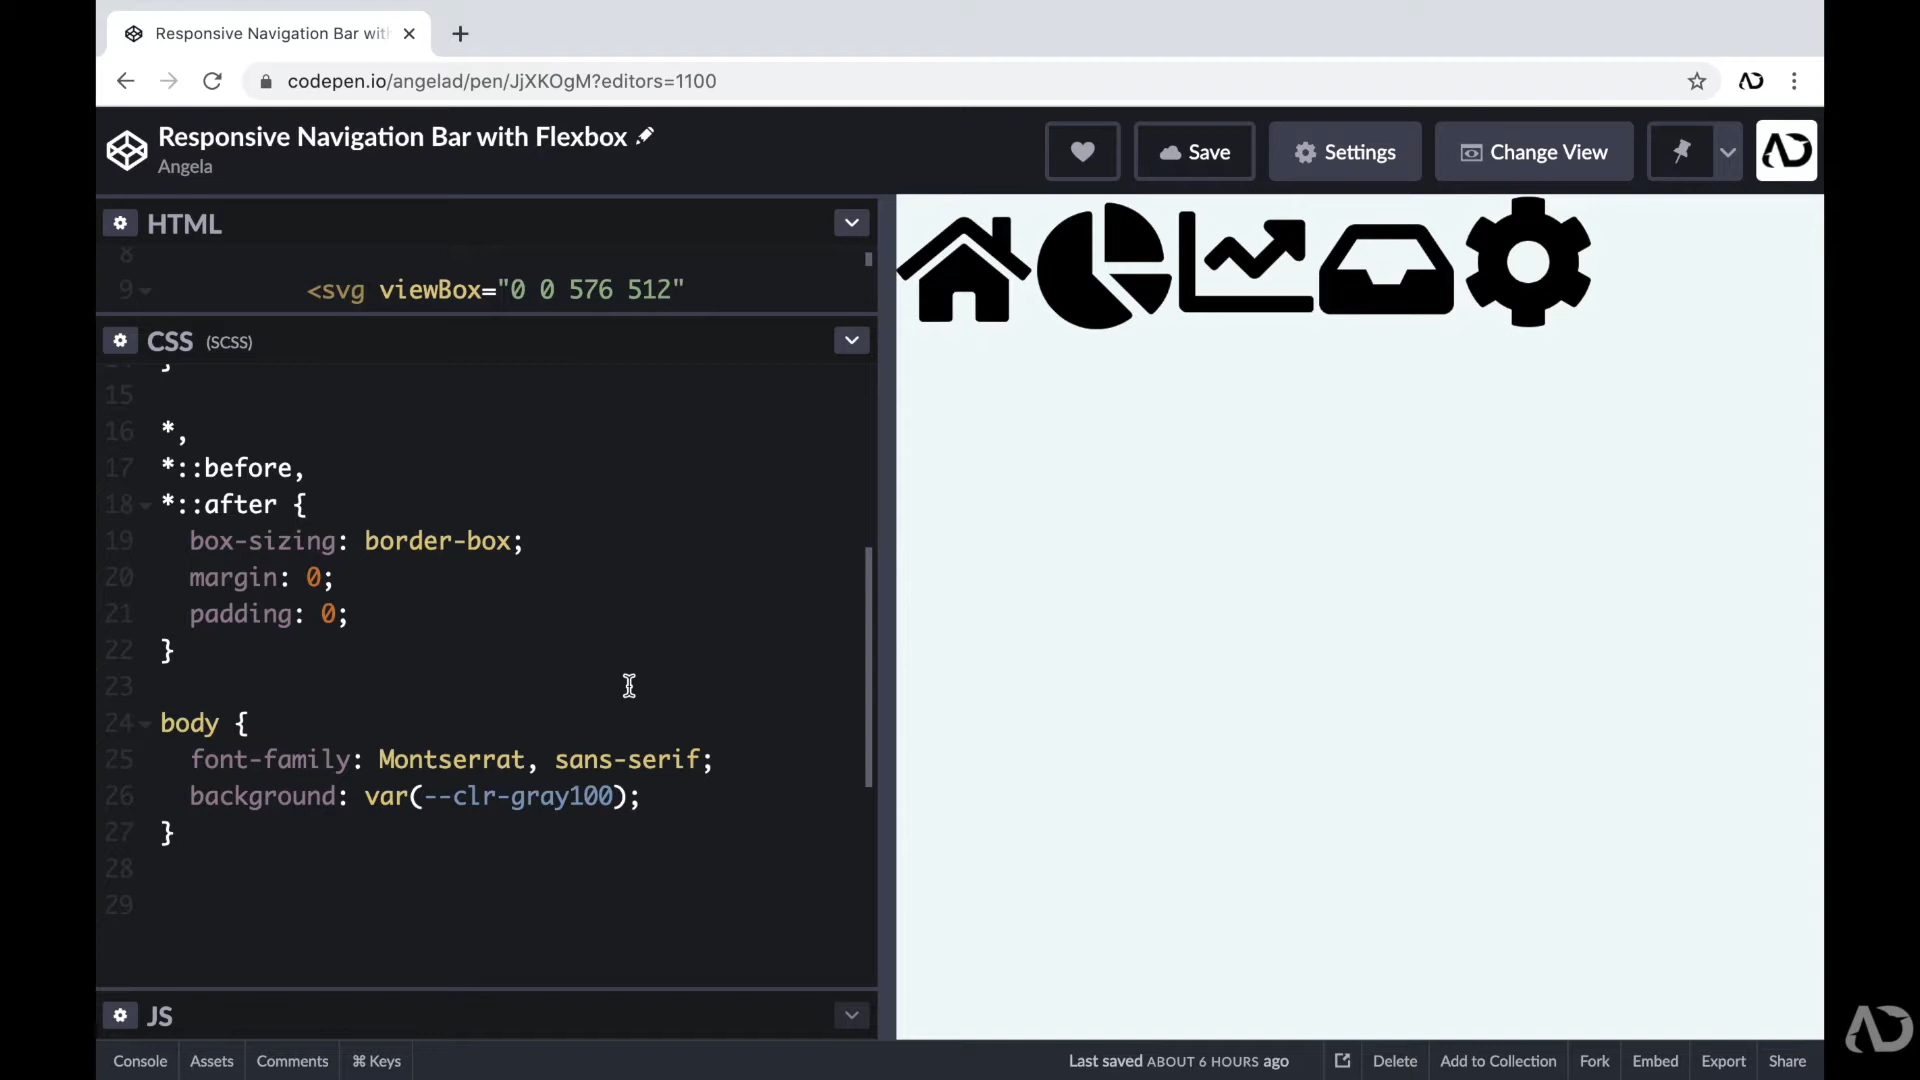 Responsive Navigation Bar wit
codepen.io/angelad/pen/JjXKOgM?editors=1100
Responsive Navigation Bar with Flexbox
Angela
Save
Settings
Change View
HTML
8
9 <svg viewBox="0 0 576 512"
CSS (SCSS)
}
15
16 *,
17 *::before,
18 *::after {
19 box-sizing: border-box;
20 margin: 0;
21 padding: 0;
22 }
23
24 body {
25 font-family: Montserrat, sans-serif;
26 background: var(--clr-gray100);
27 }
28
29
JS
Console Assets Comments ⌘ Keys
Last saved ABOUT 6 HOURS ago
Delete Add to Collection Fork Embed Export Share